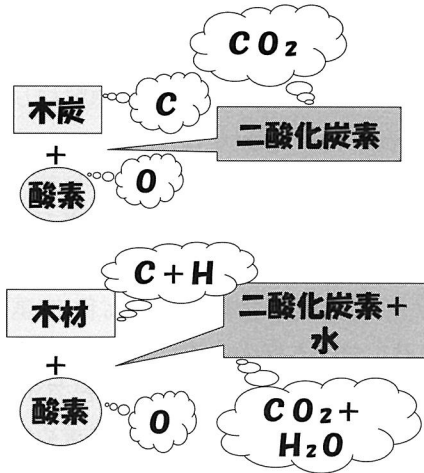 CO₂
木炭
C
二酸化炭素
+
酸素
O
C+H
木材
二酸化炭素+
水
+
酸素
O
CO₂+
H₂O